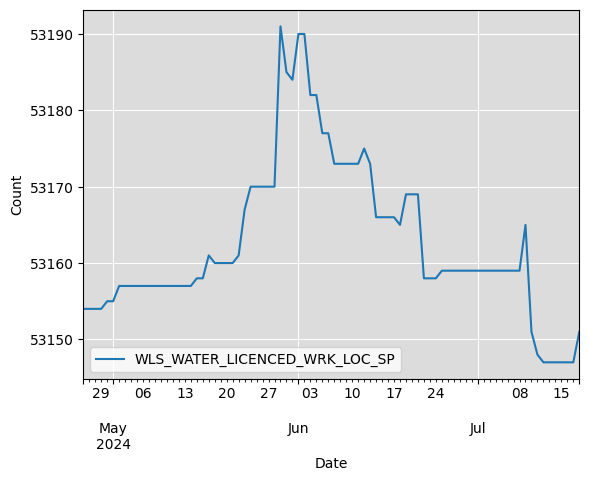 53190
53180
53170
53160
53150
Count
WLS_WATER_LICENCED_WRK_LOC_SP
29 06 13 20 27 03 10 17 24 08 15
May Jun Jul
2024
Date